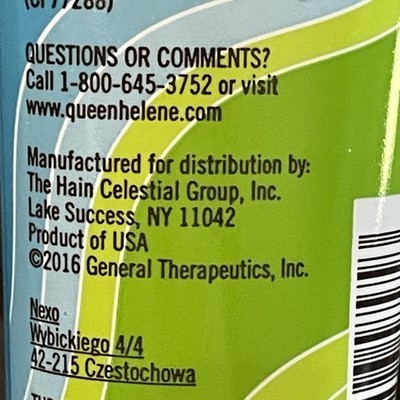 (CI 77288)
QUESTIONS OR COMMENTS?
Call 1-800-645-3752 or visit
www.queenhelene.com
Manufactured for distribution by:
The Hain Celestial Group, Inc.
Lake Success, NY 11042
Product of USA
©2016 General Therapeutics, Inc.
Nexo
Wybickiego 4/4
42-215 Czestochowa